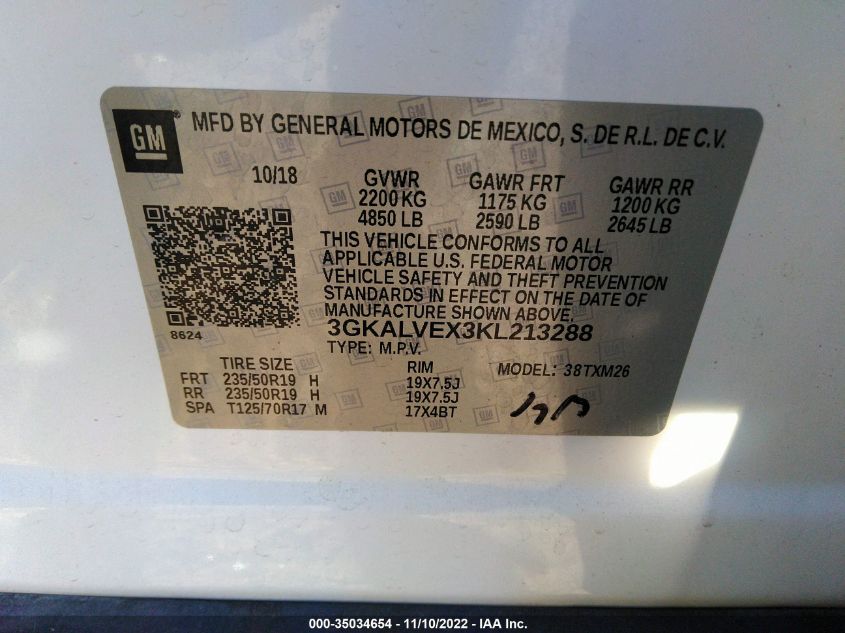 GM
MFD BY GENERAL MOTORS DE MEXICO, S. DE R.L. DE C.V.
10/18 GVWR GAWR FRT GAWR RR
2200 KG 1175 KG 1200 KG
4850 LB 2590 LB 2645 LB
THIS VEHICLE CONFORMS TO ALL
APPLICABLE U.S. FEDERAL MOTOR
VEHICLE SAFETY AND THEFT PREVENTION
STANDARDS IN EFFECT ON THE DATE OF
MANUFACTURE SHOWN ABOVE.
8624
3GKALVEX3KL213288
TYPE: M.P.V. MODEL: 38TXM26
TIRE SIZE RIM
FRT 235/50R19 H 19X7.5J
RR 235/50R19 H 19X7.5J
SPA T125/70R17 M 17X4BT
000-35034654 - 11/10/2022 - IAA Inc.